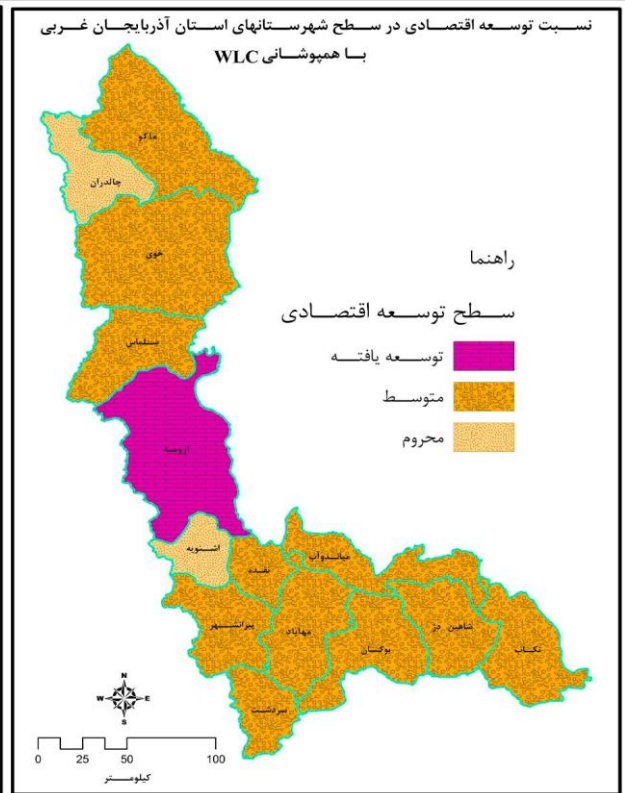 نسبت توسعه اقتصادی در سطح شهرستانهای استان آذربایجان غربی
با همپوشانی WLC
ماکو
چالدران
خوی
سلماس
ارومیه
اشنویه
نقده
میاندوآب
پیرانشهر
مهاباد
بوکان
شاهین دژ
تکاب
سردشت
راهنما
سطح توسعه اقتصادی
توسعه یافته
متوسط
محروم
N
W E
S
0 25 50 100
کیلومتر